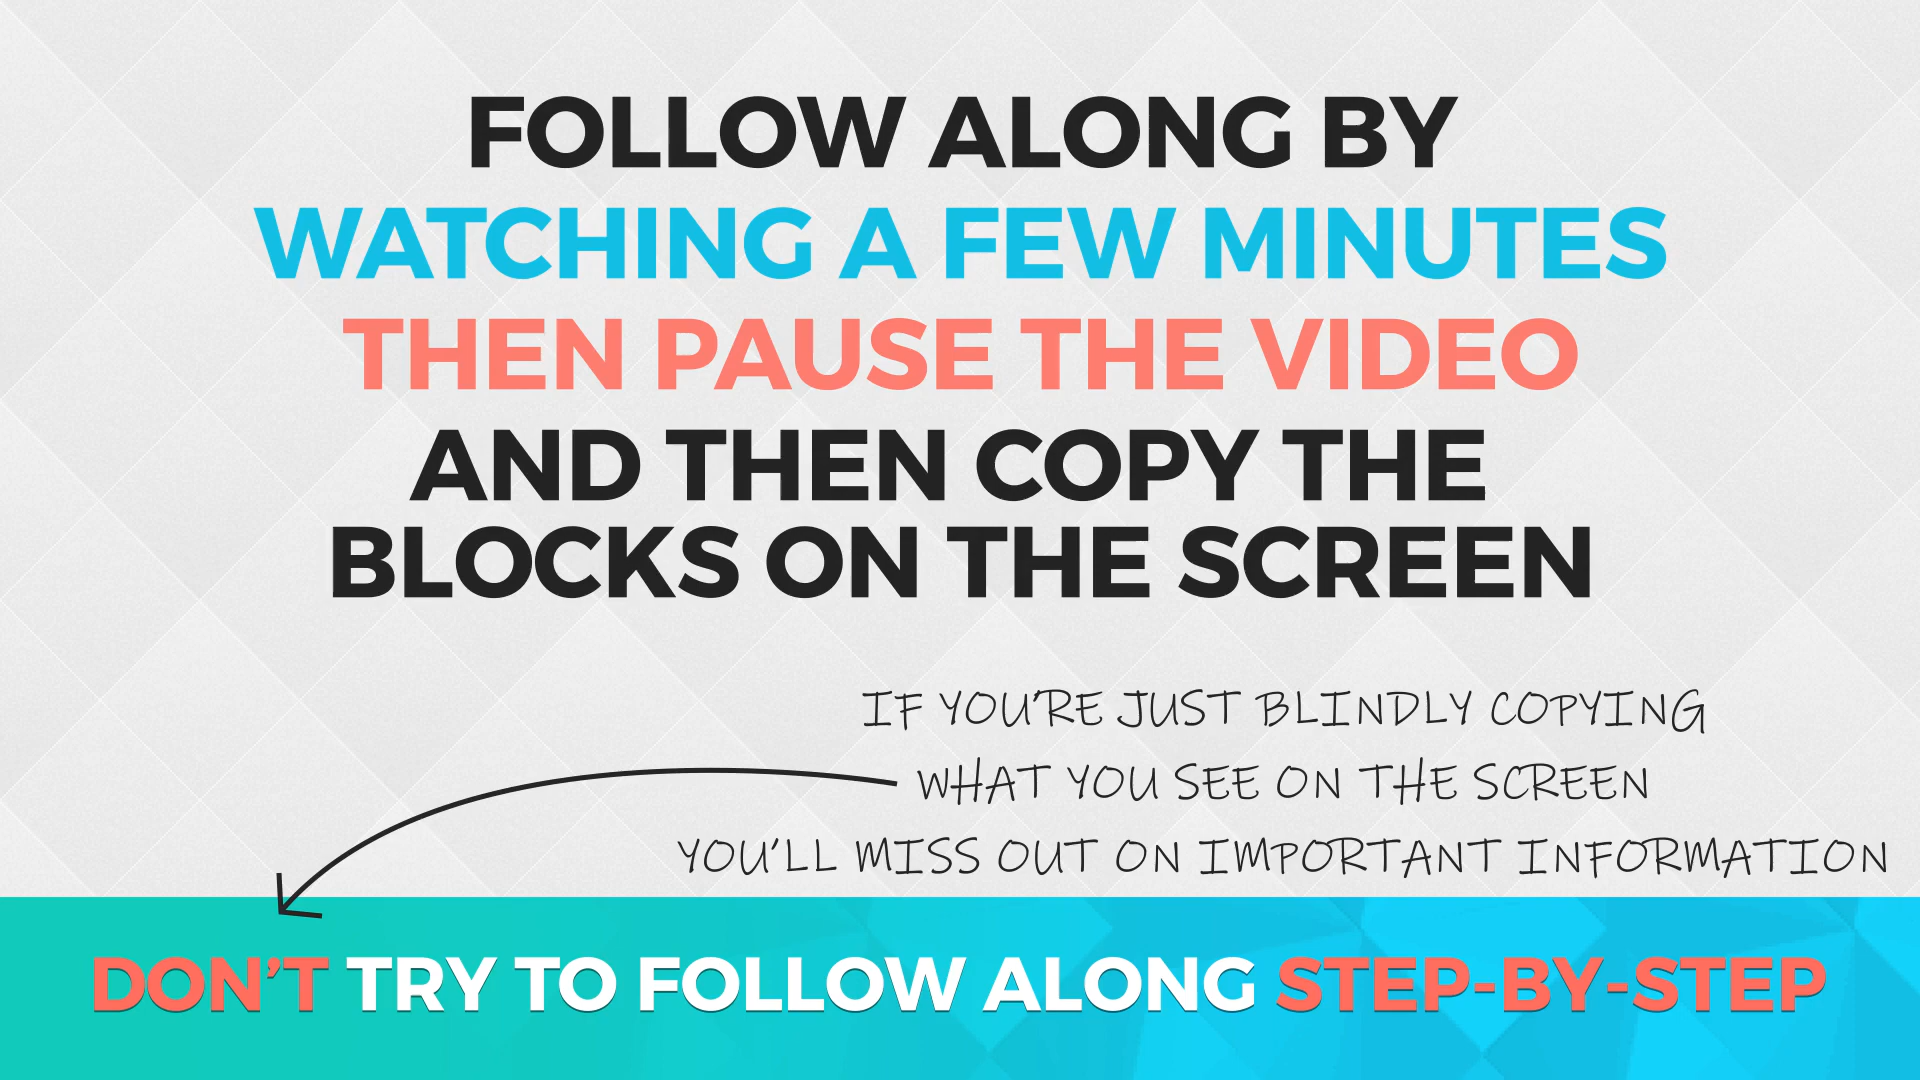 FOLLOW ALONG BY
WATCHING A FEW MINUTES
THEN PAUSE THE VIDEO
AND THEN COPY THE
BLOCKS ON THE SCREEN
IF YOU'RE JUST BLINDLY COPYING
WHAT YOU SEE ON THE SCREEN
YOU'LL MISS OUT ON IMPORTANT INFORMATION
DON'T TRY TO FOLLOW ALONG STEP-BY-STEP